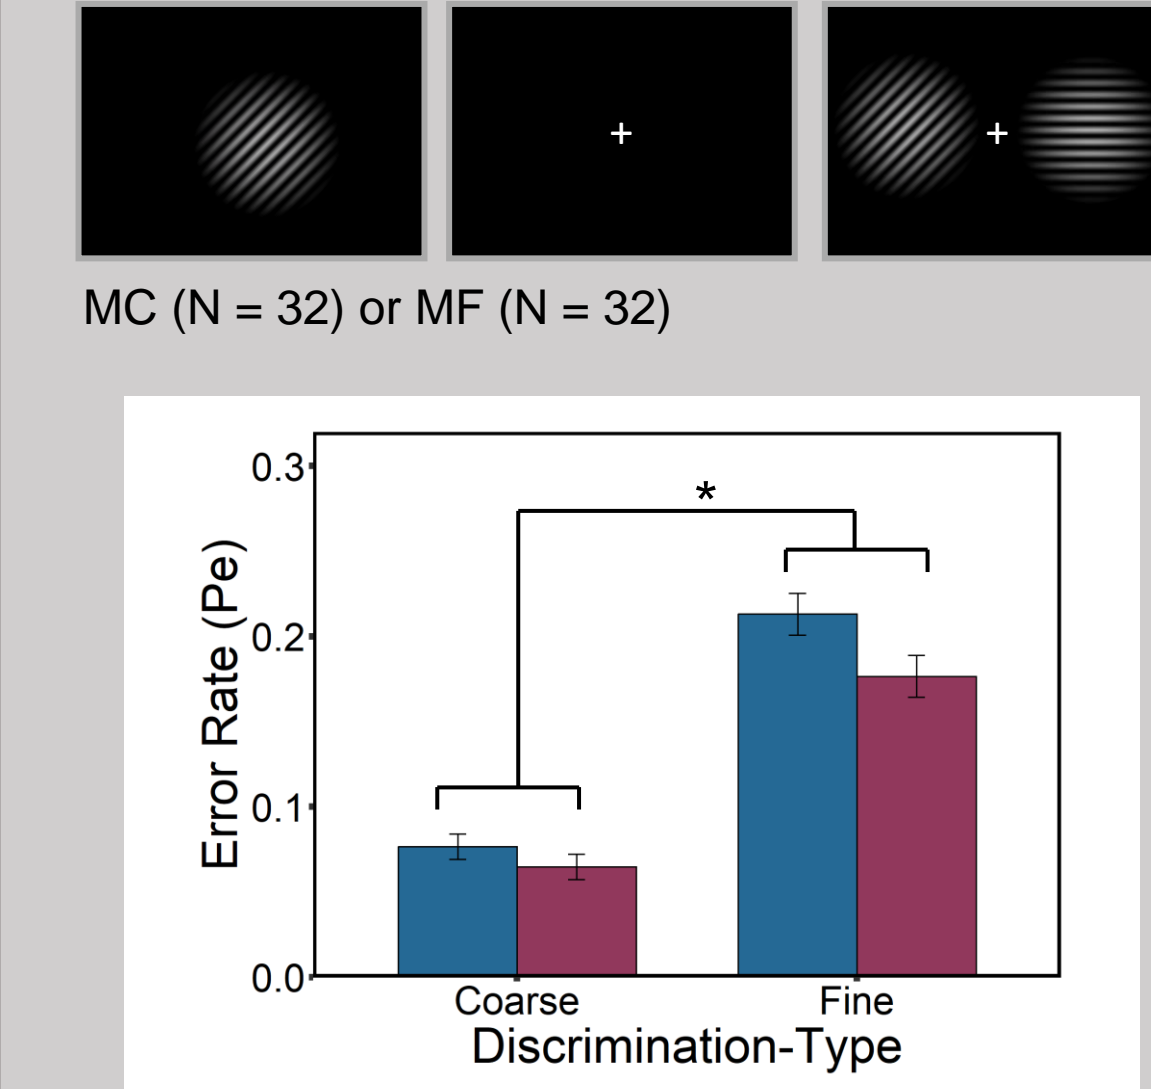 +
+
MC (N = 32) or MF (N = 32)
*
0.3
0.2
0.1
0.0
Error Rate (Pe)
Coarse Fine
Discrimination-Type